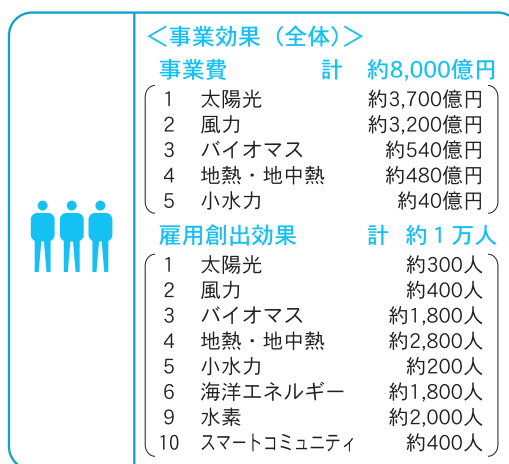 ＜事業効果（全体）＞
事業費 計 約8,000億円
1 太陽光 約3,700億円
2 風力 約3,200億円
3 バイオマス 約540億円
4 地熱・地中熱 約480億円
5 小水力 約40億円
雇用創出効果 計 約１万人
1 太陽光 約300人
2 風力 約400人
3 バイオマス 約1,800人
4 地熱・地中熱 約2,800人
5 小水力 約200人
6 海洋エネルギー 約1,800人
9 水素 約2,000人
10 スマートコミュニティ 約400人